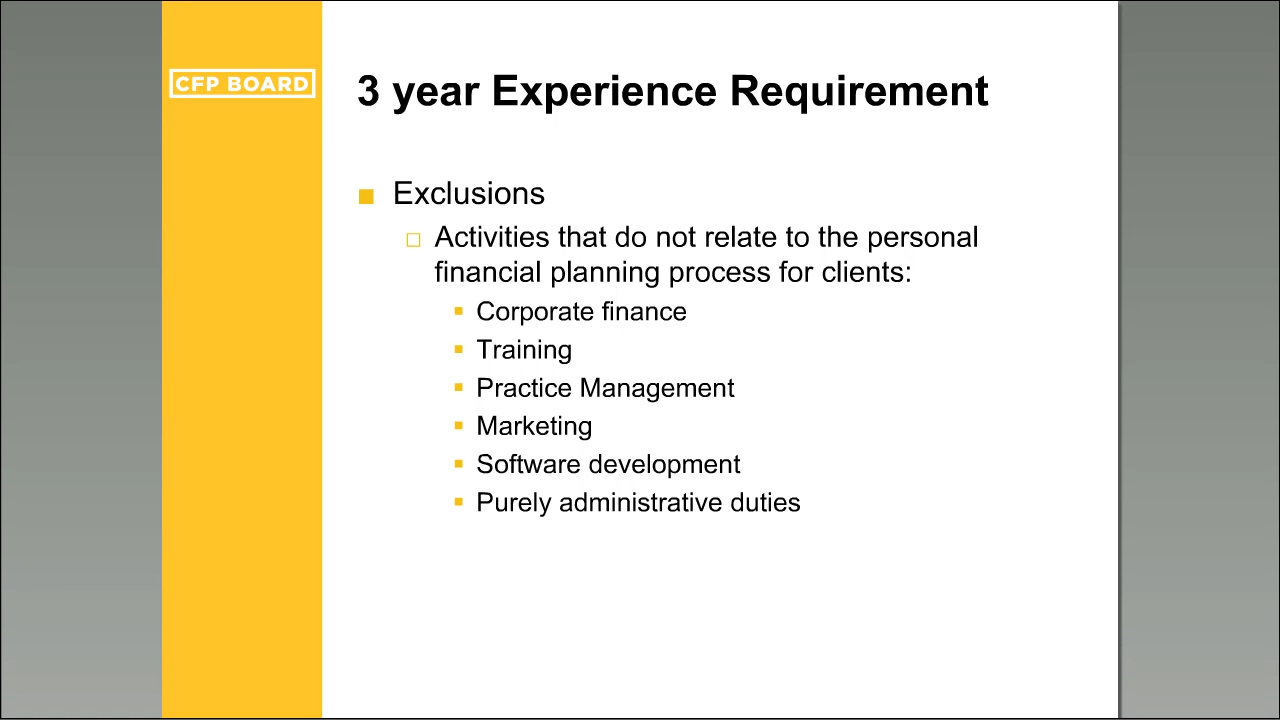 CFP BOARD
3 year Experience Requirement
Exclusions
Activities that do not relate to the personal
financial planning process for clients:
Corporate finance
Training
Practice Management
Marketing
Software development
Purely administrative duties